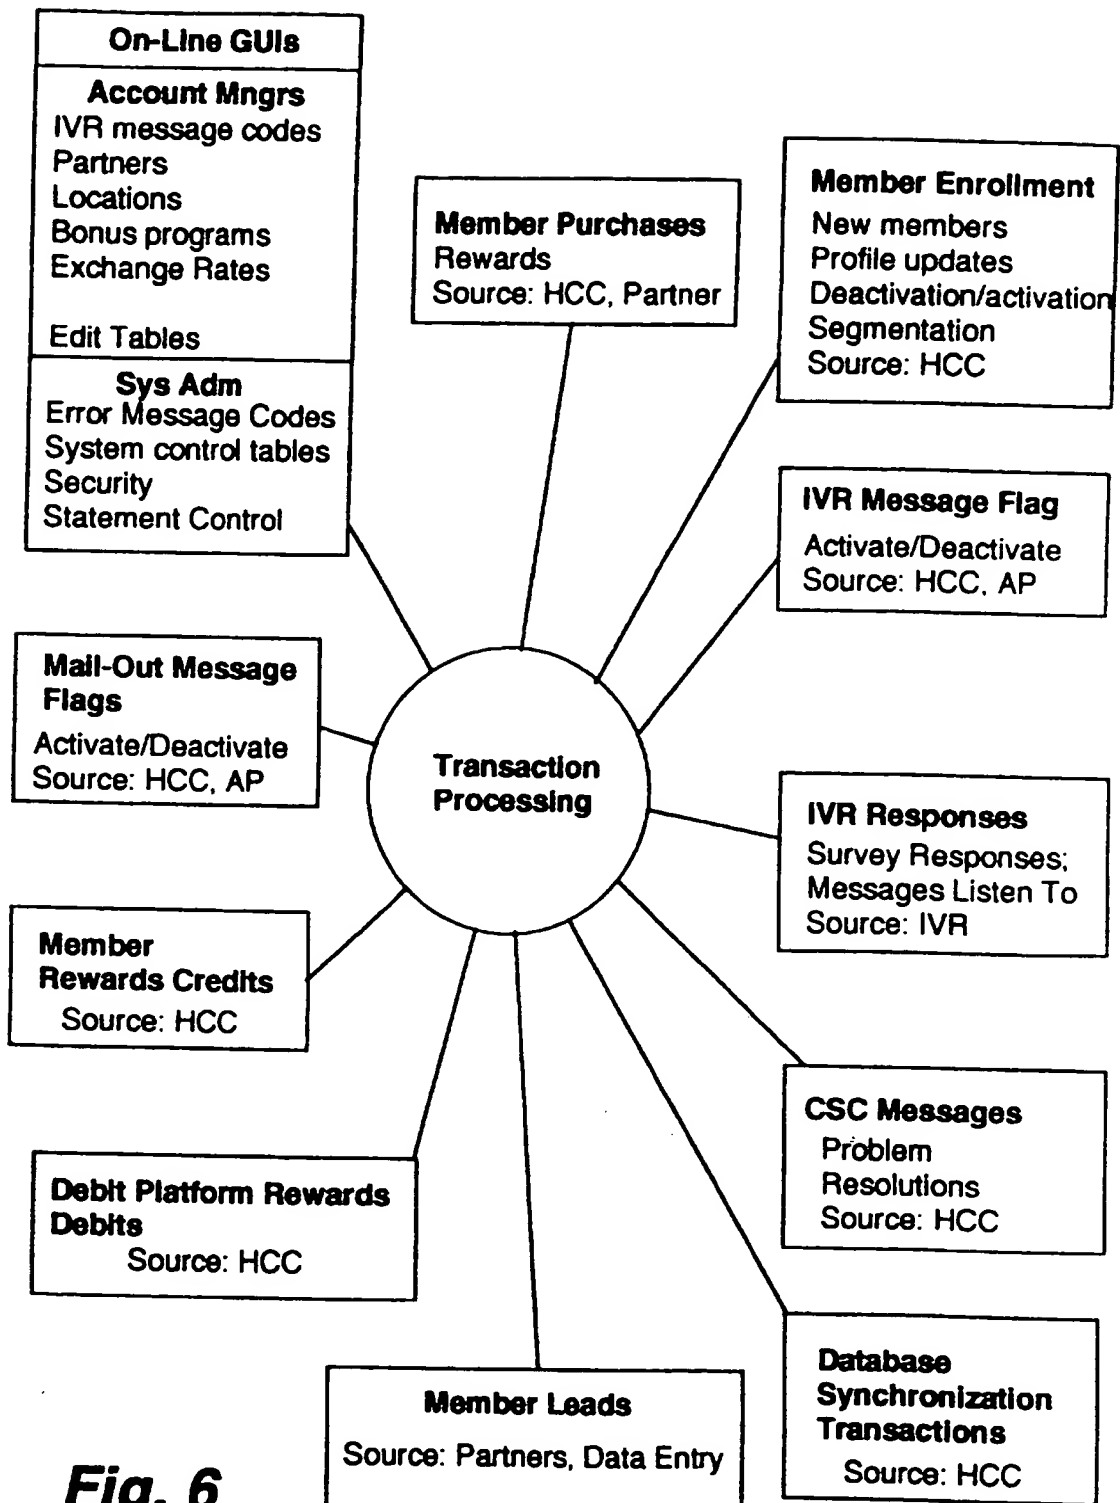 On-Line GUIs
Account Mngrs
IVR message codes
Partners
Locations
Bonus programs
Exchange Rates
Edit Tables
Sys Adm
Error Message Codes
System control tables
Security
Statement Control
Member Purchases
Rewards
Source: HCC, Partner
Member Enrollment
New members
Profile updates
Deactivation/activation
Segmentation
Source: HCC
IVR Message Flag
Activate/Deactivate
Source: HCC, AP
Mail-Out Message
Flags
Activate/Deactivate
Source: HCC, AP
Transaction
Processing
IVR Responses
Survey Responses;
Messages Listen To
Source: IVR
Member
Rewards Credits
Source: HCC
CSC Messages
Problem
Resolutions
Source: HCC
Debit Platform Rewards
Debits
Source: HCC
Member Leads
Source: Partners, Data Entry
Database
Synchronization
Transactions
Source: HCC
Fig. 6